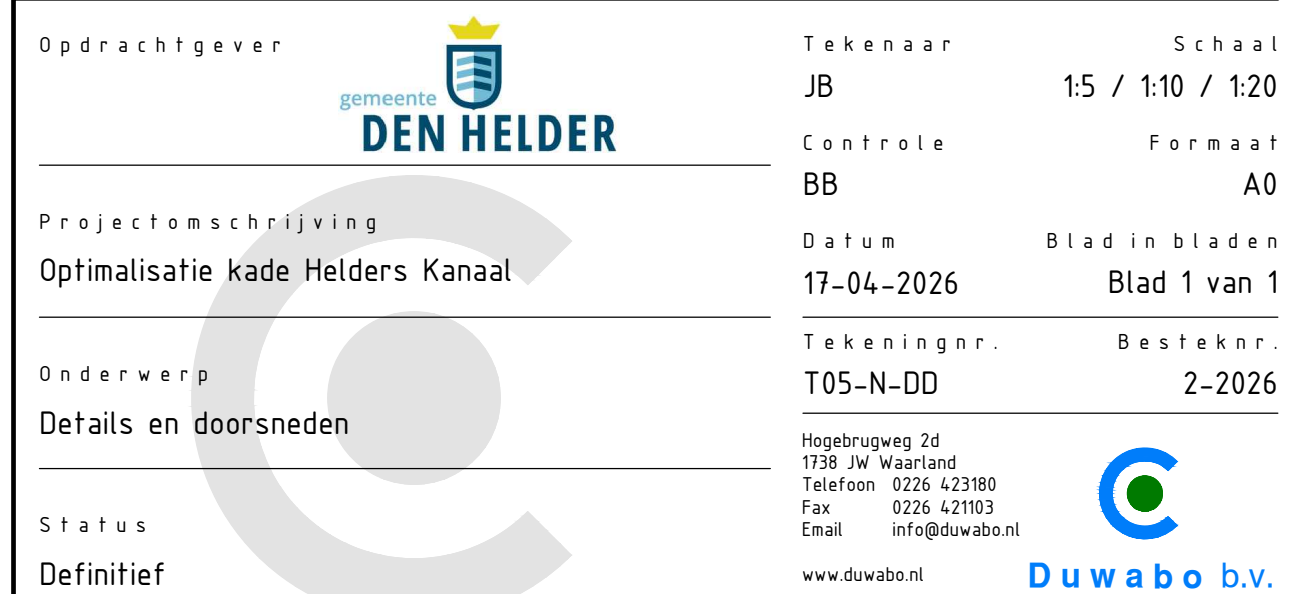 Opdrachtgever
gemeente
DEN HELDER
Projectomschrijving
Optimalisatie kade Helders Kanaal
Onderwerp
Details en doorsneden
Status
Definitief
Tekenaar Schaal
JB 1:5 / 1:10 / 1:20
Controle Formaat
BB A0
Datum Blad in bladen
17-04-2026 Blad 1 van 1
Tekeningnr. Besteknr.
T05-N-DD 2-2026
Hogebrugweg 2d
1738 JW Waarland
Telefoon 0226 423180
Fax 0226 421103
Email info@duwabo.nl
www.duwabo.nl
Duwabo b.v.